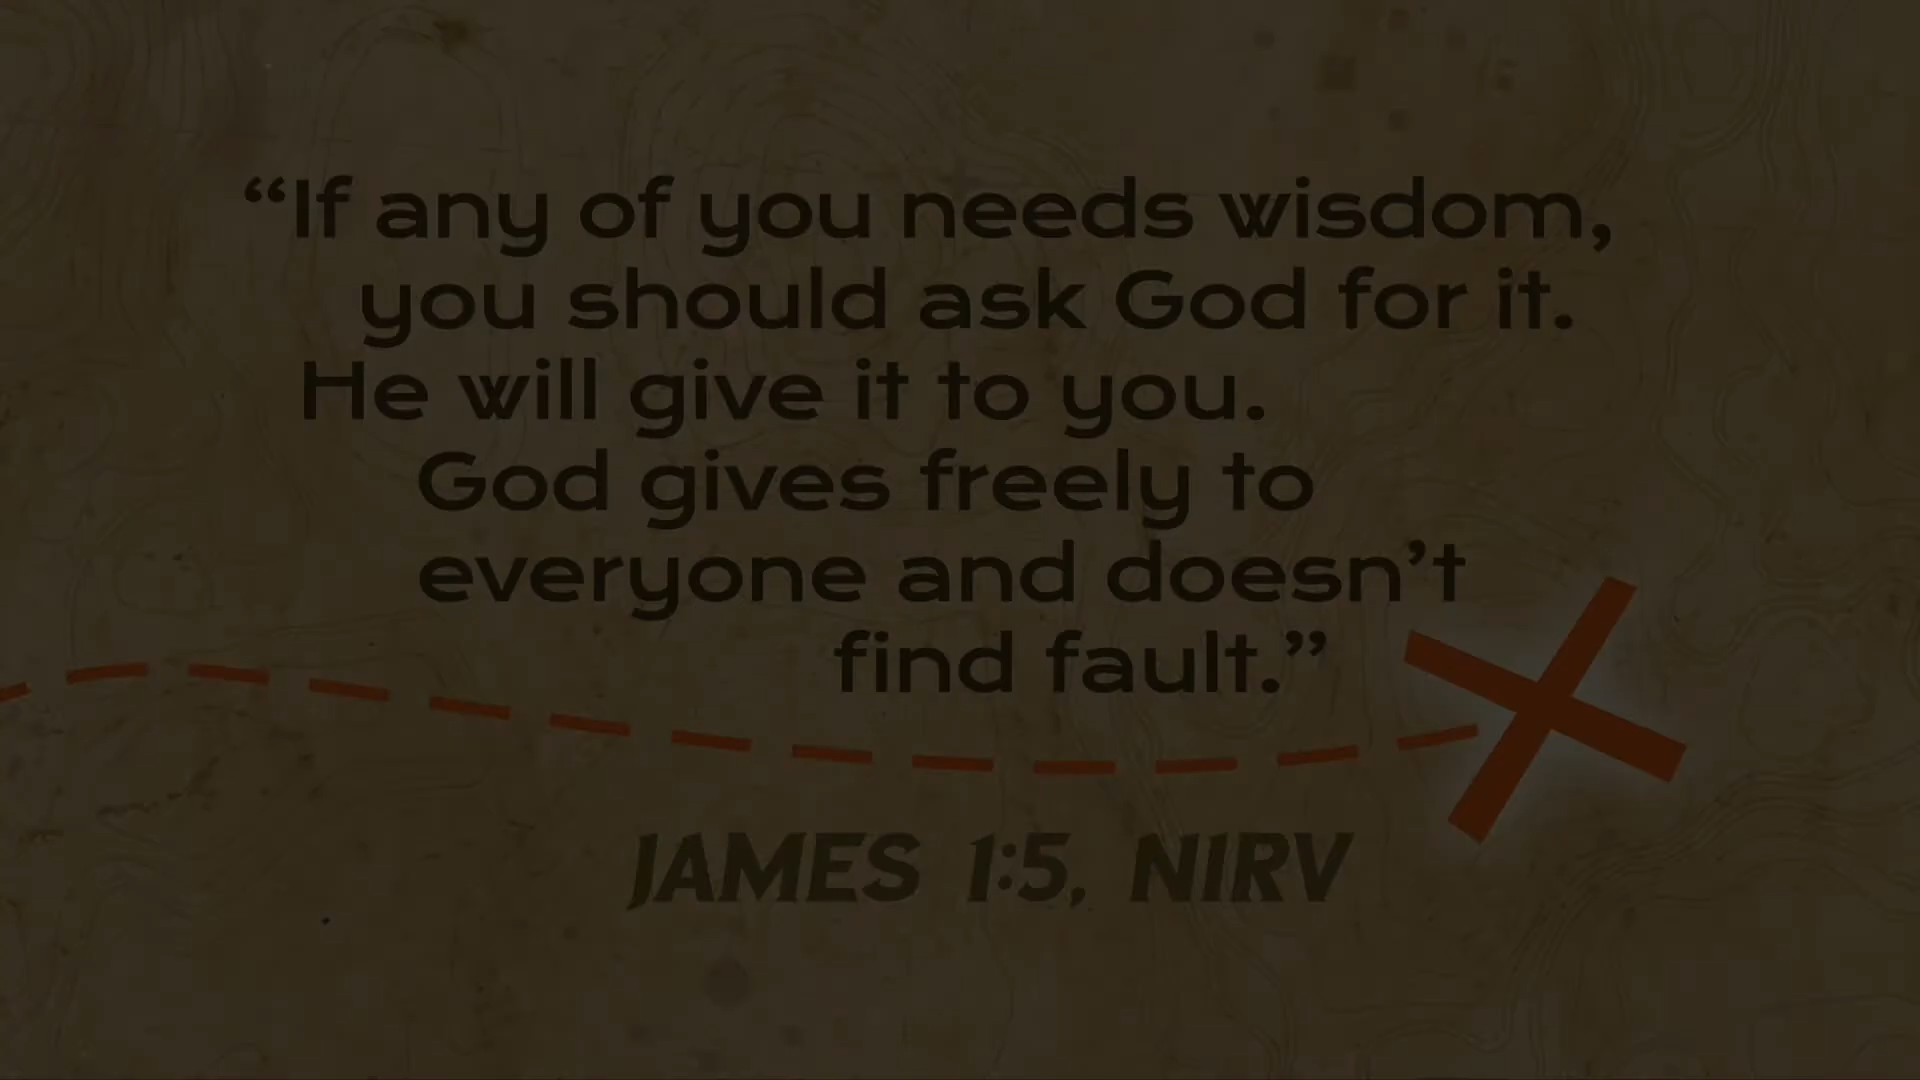 “If any of you needs wisdom,
you should ask God for it.
He will give it to you.
God gives freely to
everyone and doesn’t
find fault.”
JAMES 1:5, NIRV